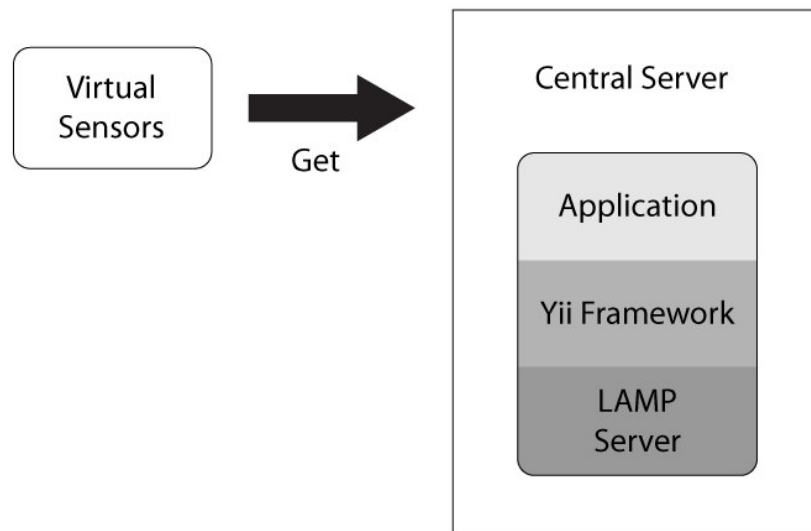 Virtual
Sensors
Get
Central Server
Application
Yii Framework
LAMP
Server